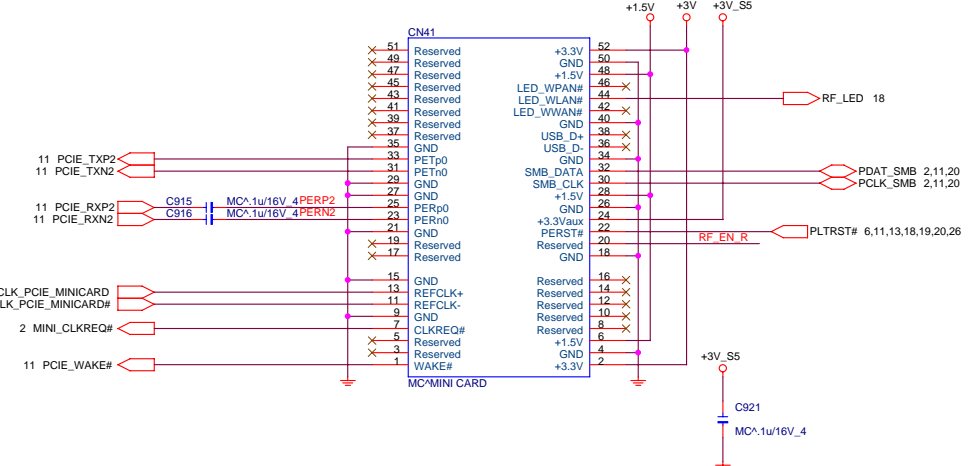 +1.5V +3V +3V_S5
CN41
51 Reserved +3.3V 52
49 Reserved GND 50
47 Reserved +1.5V 48
45 Reserved LED_WPAN# 46
43 Reserved LED_WLAN# 44 RF_LED 18
41 Reserved LED_WWAN# 42
39 Reserved GND 40
37 Reserved USB_D+ 38
35 GND USB_D- 36
11 PCIE_TXP2 33 PETp0 GND 34
11 PCIE_TXN2 31 PETn0 SMB_DATA 32 PDAT_SMB 2,11,20
29 GND SMB_CLK 30 PCLK_SMB 2,11,20
27 GND +1.5V 28
11 PCIE_RXP2 C915 MC^.1u/16V_4 PERP2 25 PERp0 GND 26
11 PCIE_RXN2 C916 MC^.1u/16V_4 PERN2 23 PERn0 +3.3Vaux 24
21 GND PERST# 22 PLTRST# 6,11,13,18,19,20,26
19 Reserved Reserved 20 RF_EN_R
17 Reserved GND 18
15 GND Reserved 16
CLK_PCIE_MINICARD 13 REFCLK+ Reserved 14
LK_PCIE_MINICARD# 11 REFCLK- Reserved 12
9 GND Reserved 10
2 MINI_CLKREQ# 7 CLKREQ# Reserved 8
5 Reserved +1.5V 6
3 Reserved GND 4
11 PCIE_WAKE# 1 WAKE# +3.3V 2
MC^MINI CARD
+3V_S5
C921
MC^.1u/16V_4